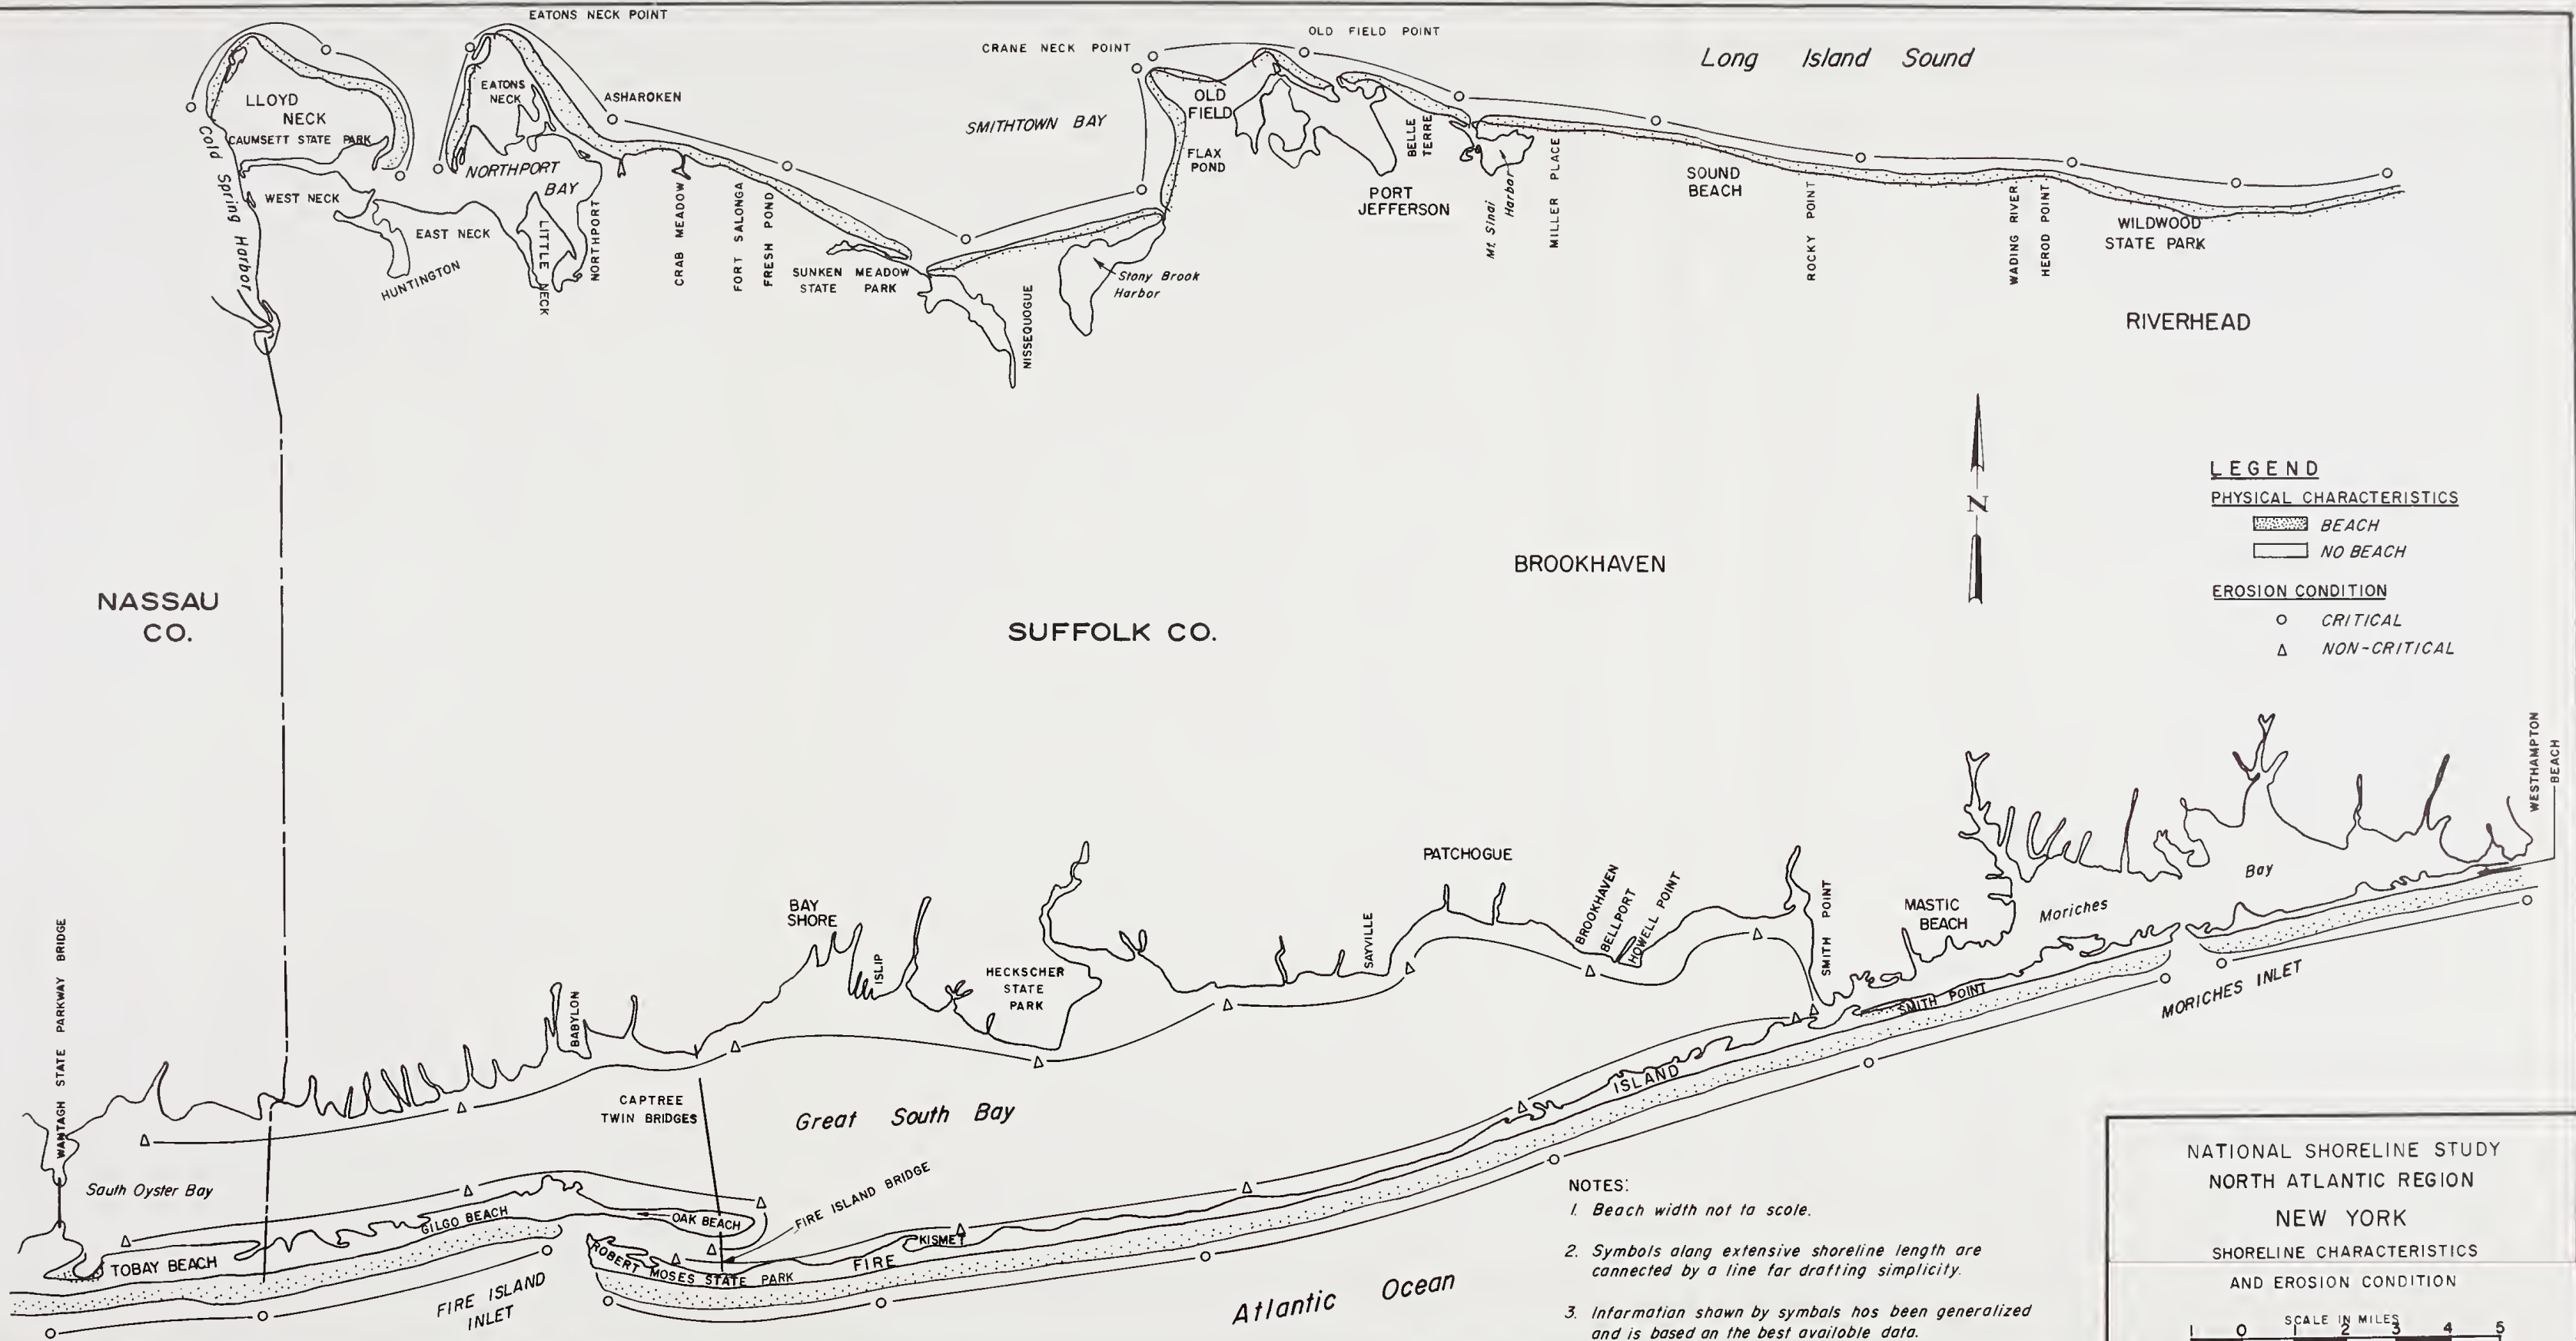 EATONS NECK POINT
CRANE NECK POINT
OLD FIELD POINT
Long Island Sound
LLOYD
NECK
CAUMSETT STATE PARK
EATONS
NECK
ASHAROKEN
SMITHTOWN BAY
OLD
FIELD
FLAX
POND
BELLE
TERRE
PORT
JEFFERSON
Mt. Sinai
Harbor
MILLER PLACE
SOUND
BEACH
ROCKY POINT
WADING RIVER
HEROD POINT
WILDWOOD
STATE PARK
Cold Spring Harbor
WEST NECK
NORTHPORT
BAY
EAST NECK
HUNTINGTON
LITTLE NECK
NORTHPORT
CRAB MEADOW
FORT SALONGA
FRESH POND
SUNKEN MEADOW
STATE PARK
NISSEQUOGUE
Stony Brook
Harbor
RIVERHEAD
N
LEGEND
PHYSICAL CHARACTERISTICS
BEACH
NO BEACH
EROSION CONDITION
CRITICAL
NON-CRITICAL
BROOKHAVEN
NASSAU
CO.
SUFFOLK CO.
WANTAGH STATE PARKWAY BRIDGE
BABYLON
BAY
SHORE
ISLIP
HECKSCHER
STATE
PARK
SAYVILLE
PATCHOGUE
BROOKHAVEN
BELLPORT
HOWELL POINT
SMITH POINT
MASTIC
BEACH
Moriches
Bay
WESTHAMPTON
BEACH
SMITH POINT
MORICHES INLET
CAPTREE
TWIN BRIDGES
Great South Bay
South Oyster Bay
GILGO BEACH
OAK BEACH
FIRE ISLAND BRIDGE
TOBAY BEACH
ROBERT MOSES STATE PARK
KISMET
FIRE
ISLAND
FIRE ISLAND
INLET
Atlantic Ocean
NOTES:
1. Beach width not to scale.
2. Symbols along extensive shoreline length are
connected by a line for drafting simplicity.
3. Information shown by symbols has been generalized
and is based on the best available data.
NATIONAL SHORELINE STUDY
NORTH ATLANTIC REGION
NEW YORK
SHORELINE CHARACTERISTICS
AND EROSION CONDITION
SCALE IN MILES
1 0 1 2 3 4 5